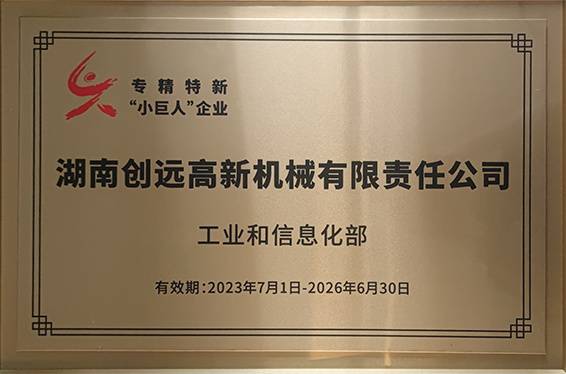 专精特新
“小巨人”企业
湖南创远高新机械有限责任公司
工业和信息化部
有效期:2023年7月1日-2026年6月30日